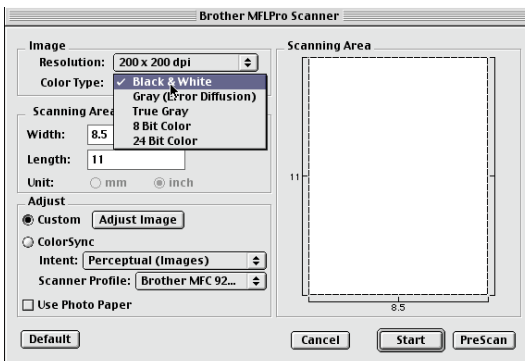 Brother MFLPro Scanner
Image
Resolution: 200 x 200 dpi
Color Type: ✓ Black & White
Gray (Error Diffusion)
True Gray
8 Bit Color
24 Bit Color
Scanning Area
Width: 8.5
Length: 11
Unit: mm inch
Adjust
Custom Adjust Image
ColorSync
Intent: Perceptual (Images)
Scanner Profile: Brother MFC 92...
Use Photo Paper
Scanning Area
11
8.5
Default Cancel Start PreScan